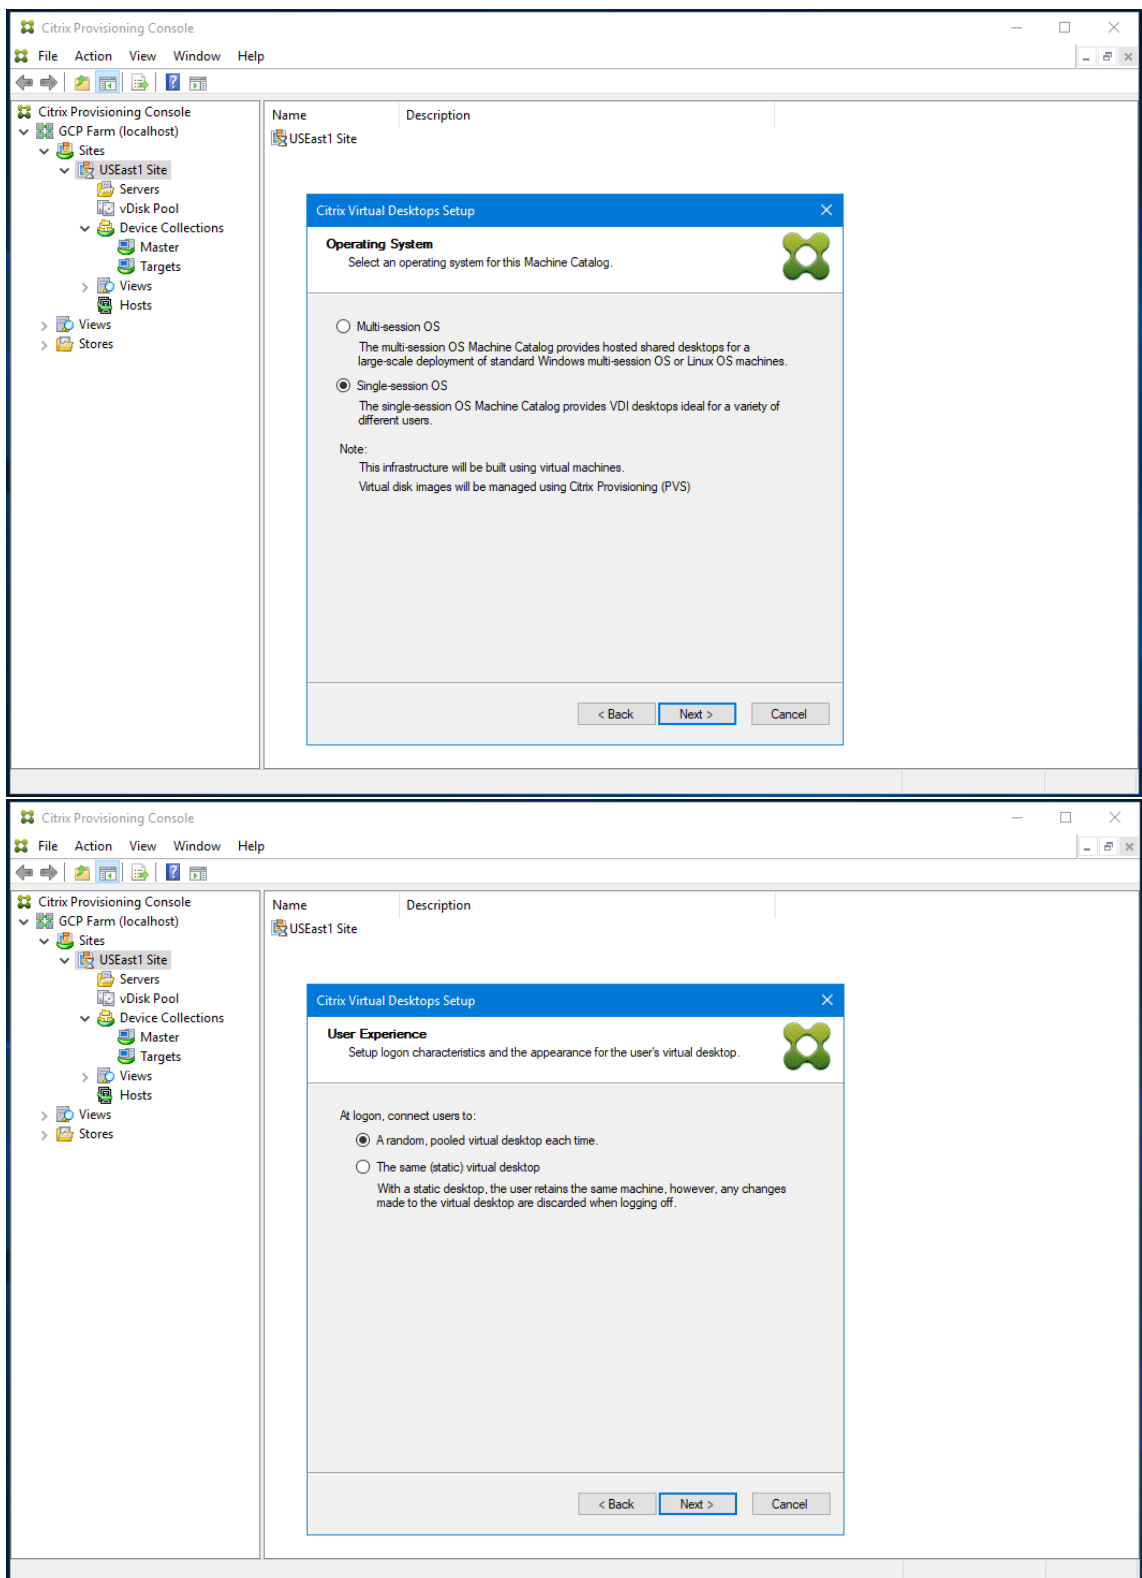 Citrix Provisioning Console
File Action View Window Help
Citrix Provisioning Console
GCP Farm (localhost)
Sites
USEast1 Site
Servers
vDisk Pool
Device Collections
Master
Targets
Views
Hosts
Views
Stores
Name Description
USEast1 Site
Citrix Virtual Desktops Setup
Operating System
Select an operating system for this Machine Catalog.
Multi-session OS
The multi-session OS Machine Catalog provides hosted shared desktops for a
large-scale deployment of standard Windows multi-session OS or Linux OS machines.
Single-session OS
The single-session OS Machine Catalog provides VDI desktops ideal for a variety of
different users.
Note:
This infrastructure will be built using virtual machines.
Virtual disk images will be managed using Citrix Provisioning (PVS)
< Back Next > Cancel
Citrix Provisioning Console
File Action View Window Help
Citrix Provisioning Console
GCP Farm (localhost)
Sites
USEast1 Site
Servers
vDisk Pool
Device Collections
Master
Targets
Views
Hosts
Views
Stores
Name Description
USEast1 Site
Citrix Virtual Desktops Setup
User Experience
Setup logon characteristics and the appearance for the user's virtual desktop.
At logon, connect users to:
A random, pooled virtual desktop each time.
The same (static) virtual desktop
With a static desktop, the user retains the same machine, however, any changes
made to the virtual desktop are discarded when logging off.
< Back Next > Cancel